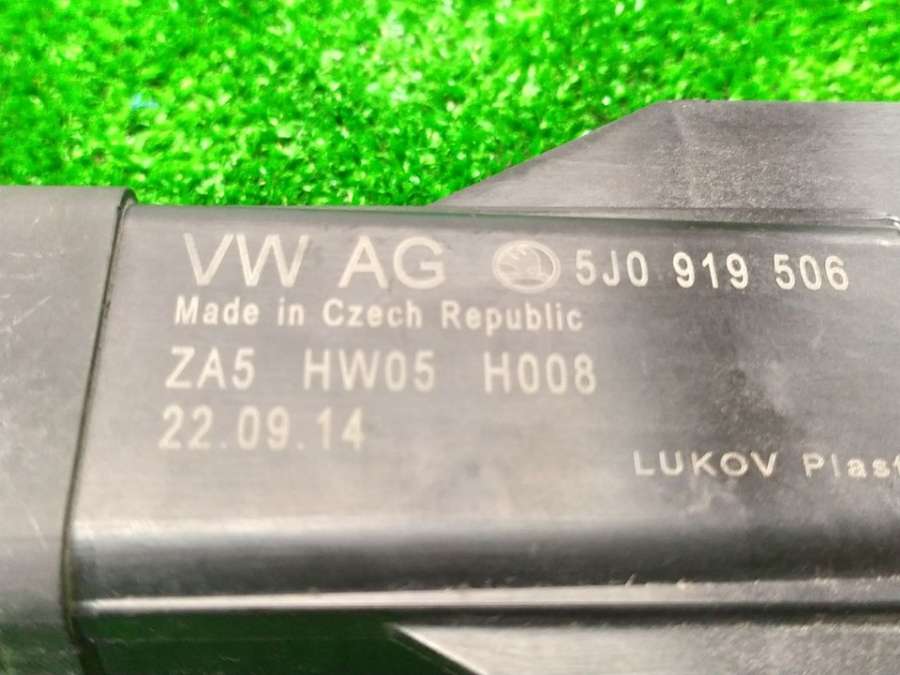 VW AG 5J0 919 506
Made in Czech Republic
ZA5 HW05 H008
22.09.14
LUKOV